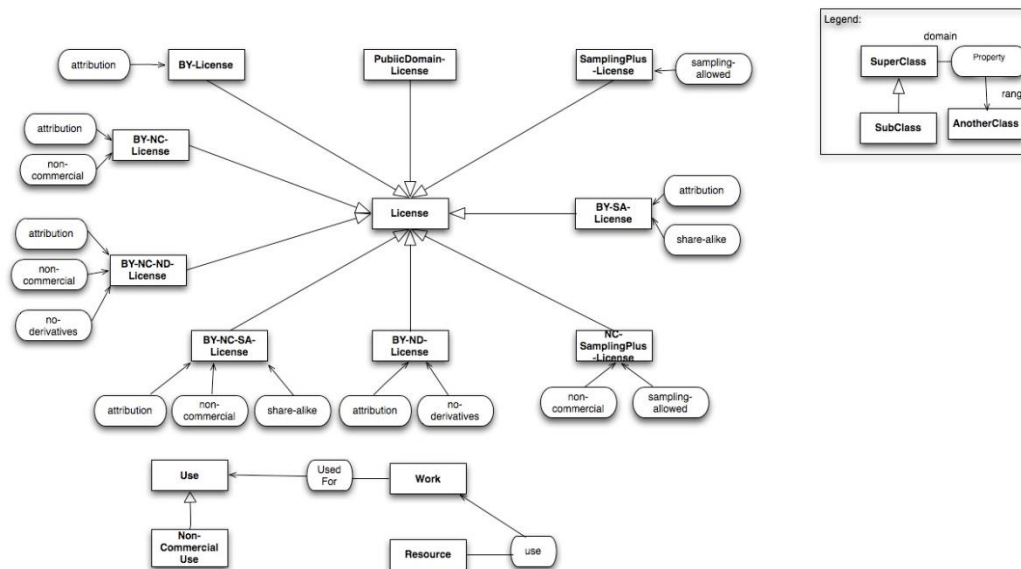 Legend:
domain
SuperClass
Property
rang
SubClass
AnotherClass
attribution
BY-License
PublicDomain-
License
SamplingPlus
-License
sampling-
allowed
attribution
BY-NC-
License
non-
commercial
License
BY-SA-
License
attribution
share-alike
attribution
non-
commercial
BY-NC-ND-
License
no-
derivatives
BY-NC-SA-
License
BY-ND-
License
NC-
SamplingPlus
-License
attribution
non-
commercial
share-alike
attribution
no-
derivatives
non-
commercial
sampling-
allowed
Use
Used
For
Work
Non-
Commercial
Use
Resource
use